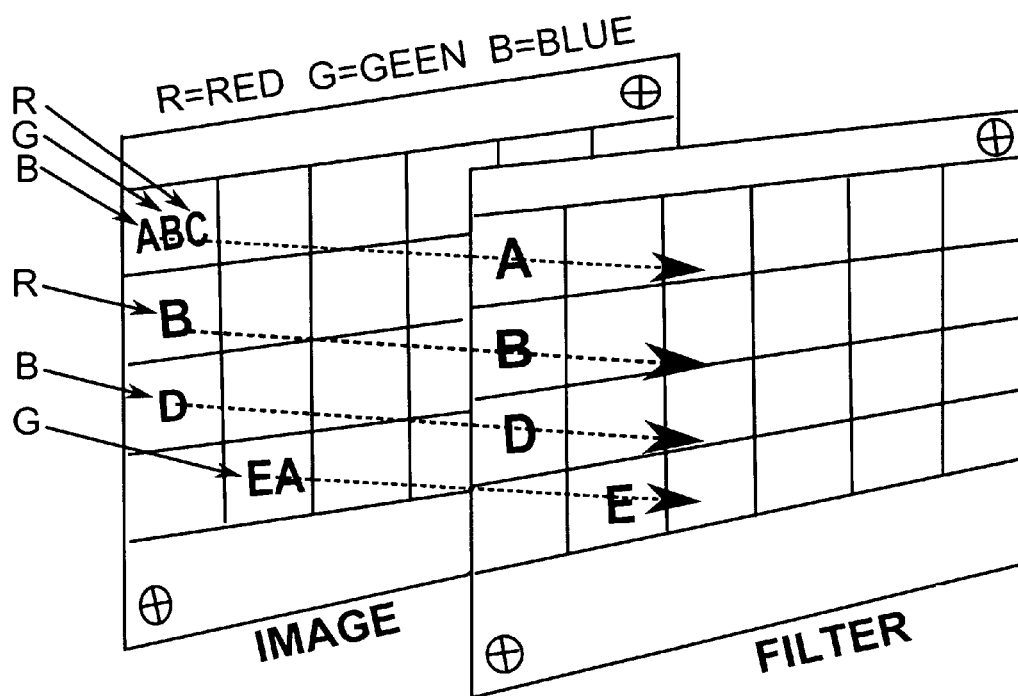 R=RED G=GEEN B=BLUE
R
G
B
ABC
A
R
B
B
B
D
D
G
EA
E
IMAGE
FILTER